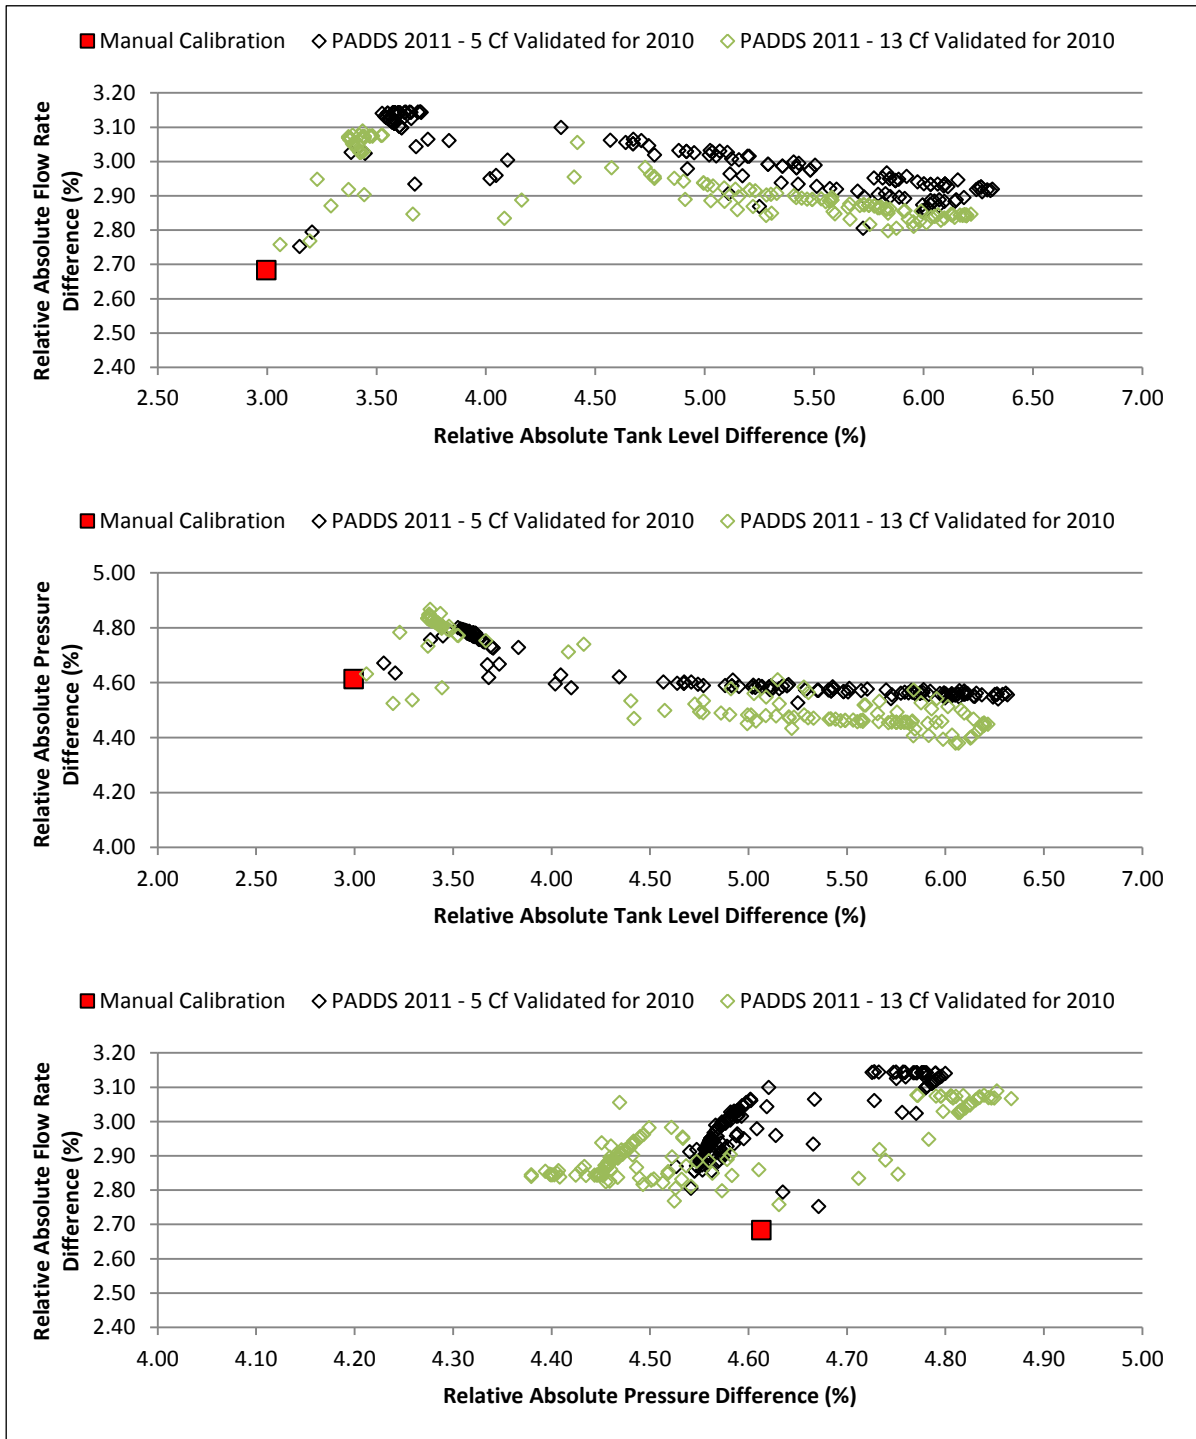 Manual Calibration PADDS 2011 - 5 Cf Validated for 2010 PADDS 2011 - 13 Cf Validated for 2010
Relative Absolute Flow Rate
Difference (%)
3.20
3.10
3.00
2.90
2.80
2.70
2.60
2.50
2.40
2.50 3.00 3.50 4.00 4.50 5.00 5.50 6.00 6.50 7.00
Relative Absolute Tank Level Difference (%)
Manual Calibration PADDS 2011 - 5 Cf Validated for 2010 PADDS 2011 - 13 Cf Validated for 2010
Relative Absolute Pressure
Difference (%)
5.00
4.80
4.60
4.40
4.20
4.00
2.00 2.50 3.00 3.50 4.00 4.50 5.00 5.50 6.00 6.50 7.00
Relative Absolute Tank Level Difference (%)
Manual Calibration PADDS 2011 - 5 Cf Validated for 2010 PADDS 2011 - 13 Cf Validated for 2010
Relative Absolute Flow Rate
Difference (%)
3.20
3.10
3.00
2.90
2.80
2.70
2.60
2.50
2.40
4.00 4.10 4.20 4.30 4.40 4.50 4.60 4.70 4.80 4.90 5.00
Relative Absolute Pressure Difference (%)